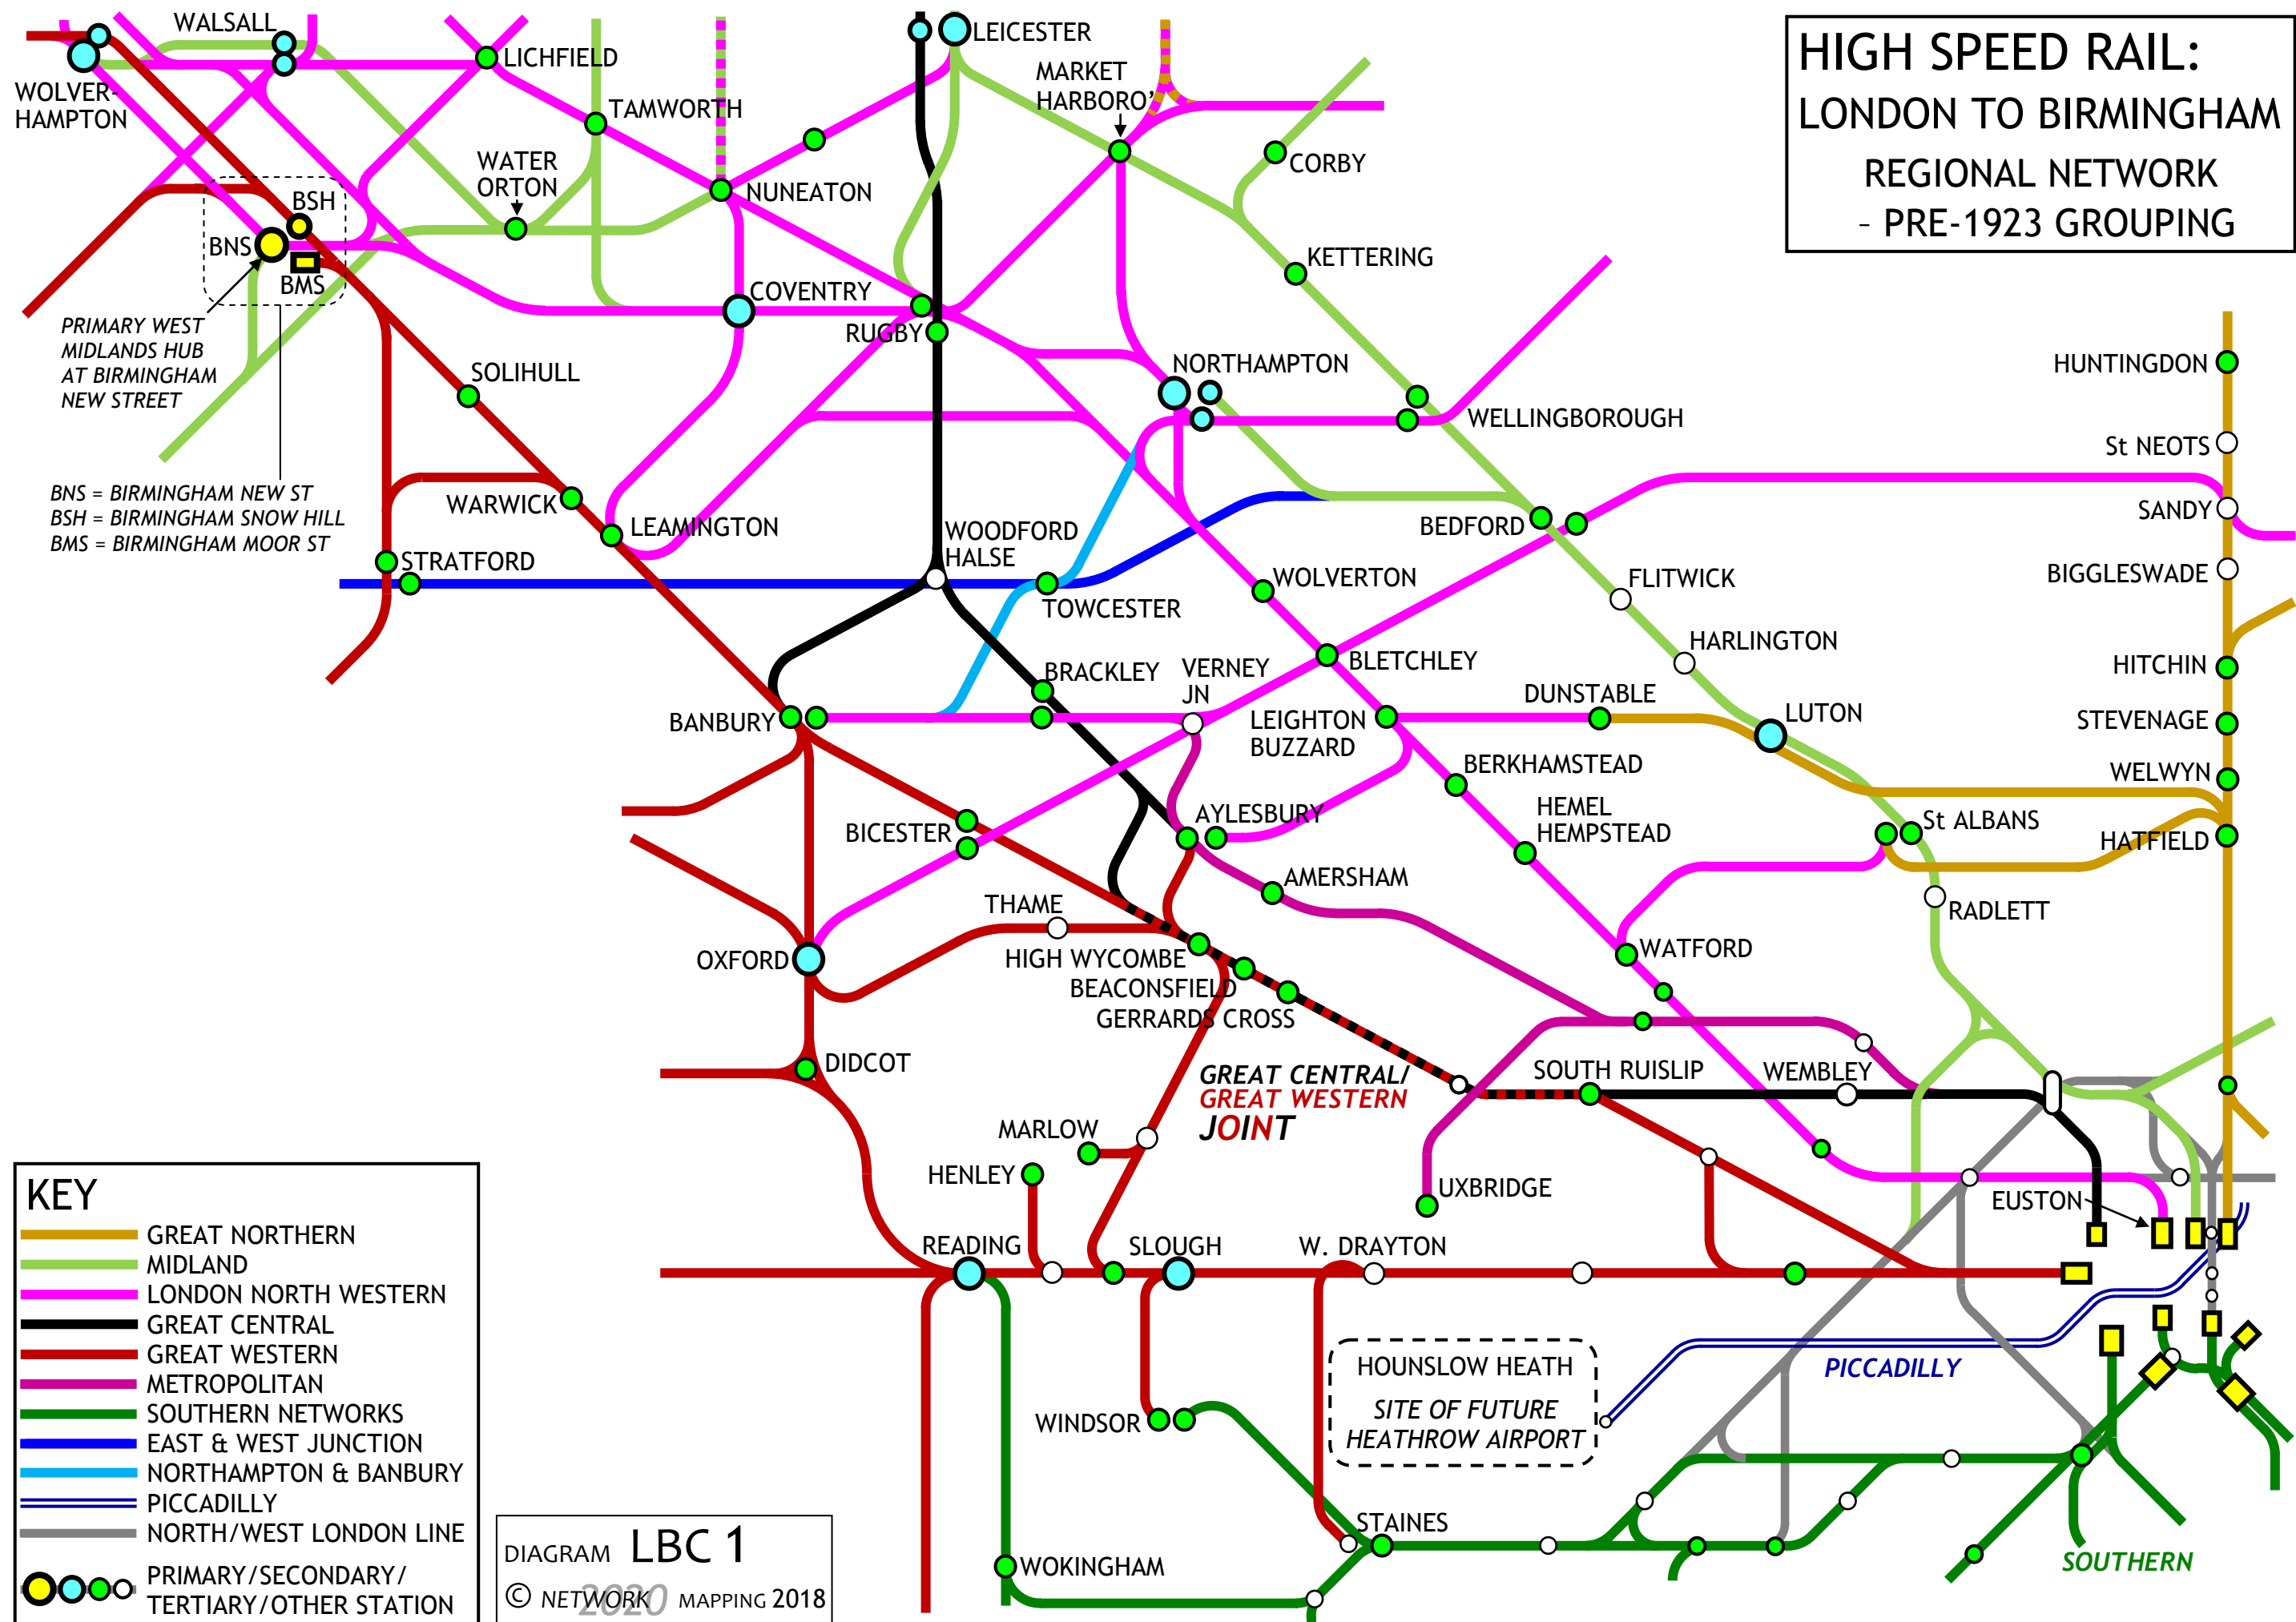 HIGH SPEED RAIL:
LONDON TO BIRMINGHAM
REGIONAL NETWORK
- PRE-1923 GROUPING
WALSALL
LEICESTER
LICHFIELD
WOLVER-
HAMPTON
MARKET
HARBORO'
TAMWORTH
WATER
ORTON
CORBY
NUNEATON
BSH
BNS
BMS
KETTERING
COVENTRY
RUGBY
PRIMARY WEST
MIDLANDS HUB
AT BIRMINGHAM
NEW STREET
SOLIHULL
NORTHAMPTON
HUNTINGDON
WELLINGBOROUGH
St NEOTS
BNS = BIRMINGHAM NEW ST
BSH = BIRMINGHAM SNOW HILL
BMS = BIRMINGHAM MOOR ST
WARWICK
LEAMINGTON
WOODFORD
HALSE
BEDFORD
SANDY
STRATFORD
WOLVERTON
FLITWICK
BIGGLESWADE
TOWCESTER
HARLINGTON
BRACKLEY
VERNEY
JN
BLETCHLEY
HITCHIN
BANBURY
DUNSTABLE
LEIGHTON
BUZZARD
LUTON
STEVENAGE
BERKHAMSTEAD
WELWYN
BICESTER
AYLESBURY
HEMEL
HEMPSTEAD
St ALBANS
HATFIELD
AMERSHAM
THAME
RADLETT
OXFORD
HIGH WYCOMBE
WATFORD
BEACONSFIELD
GERRARDS CROSS
DIDCOT
GREAT CENTRAL/
GREAT WESTERN
JOINT
SOUTH RUISLIP
WEMBLEY
MARLOW
HENLEY
UXBRIDGE
EUSTON
READING
SLOUGH
W. DRAYTON
HOUNSLOW HEATH
SITE OF FUTURE
HEATHROW AIRPORT
PICCADILLY
WINDSOR
STAINES
WOKINGHAM
SOUTHERN
KEY
GREAT NORTHERN
MIDLAND
LONDON NORTH WESTERN
GREAT CENTRAL
GREAT WESTERN
METROPOLITAN
SOUTHERN NETWORKS
EAST & WEST JUNCTION
NORTHAMPTON & BANBURY
PICCADILLY
NORTH/WEST LONDON LINE
PRIMARY/SECONDARY/
TERTIARY/OTHER STATION
DIAGRAM LBC 1
© NETWORK 2020 MAPPING 2018